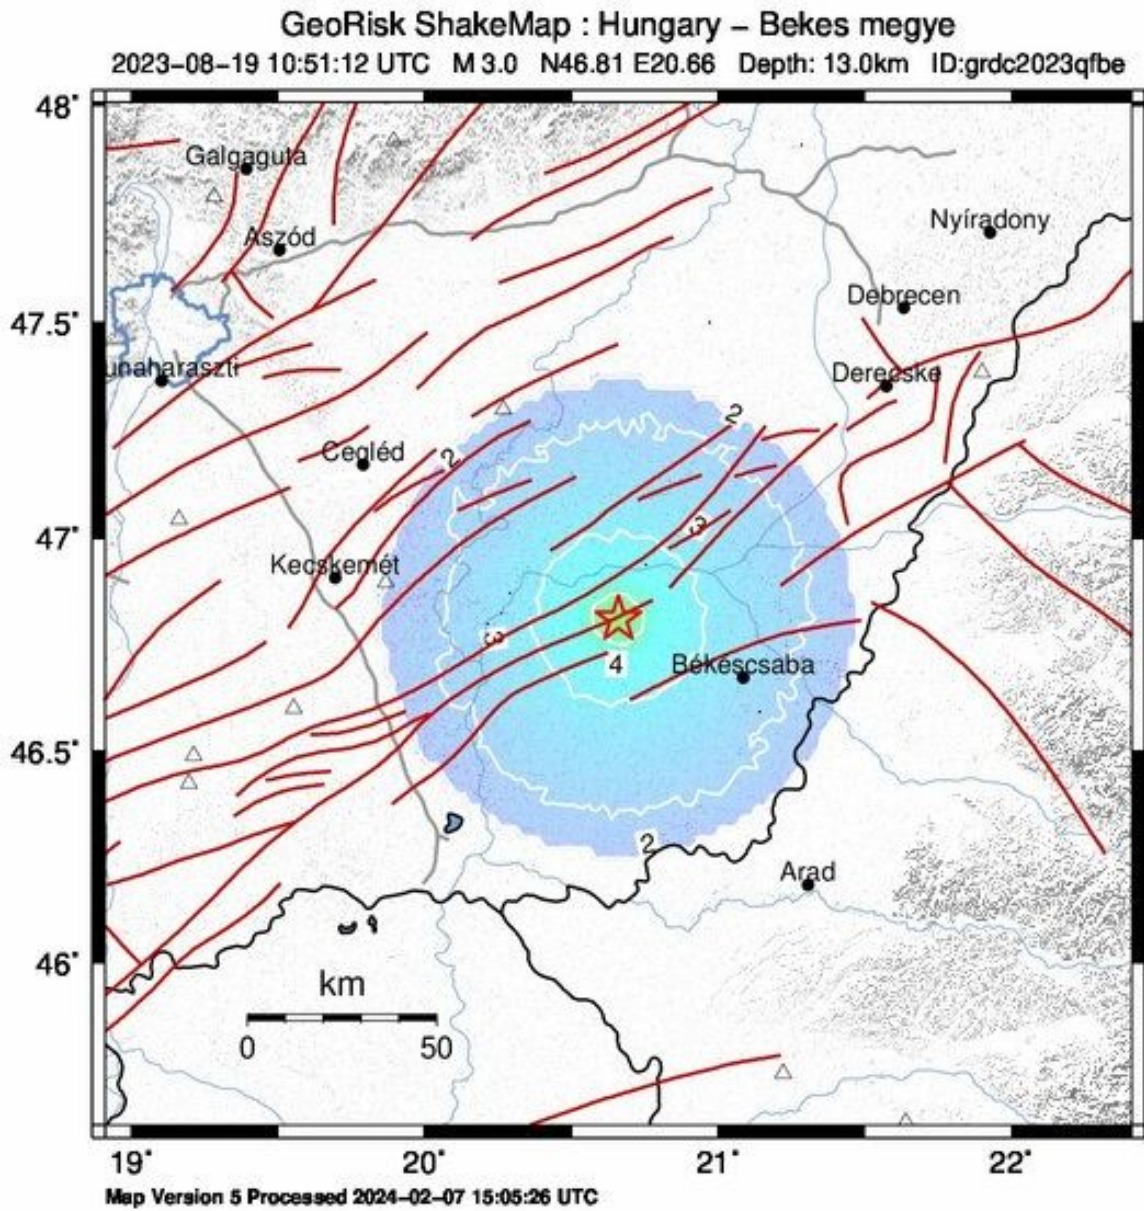 GeoRisk ShakeMap : Hungary – Bekes megye
2023–08–19 10:51:12 UTC M 3.0 N46.81 E20.66 Depth: 13.0km ID:grdc2023qfbe
48°
Galgaguta
Aszód
Nyíradony
Debrecen
47.5°
unaharaszti
Derecske
2
Cegléd
2
3
47°
Kecskemét
3
4
Békéscsaba
46.5°
2
2
Arad
46°
km
0 50
19° 20° 21° 22°
Map Version 5 Processed 2024–02–07 15:05:26 UTC